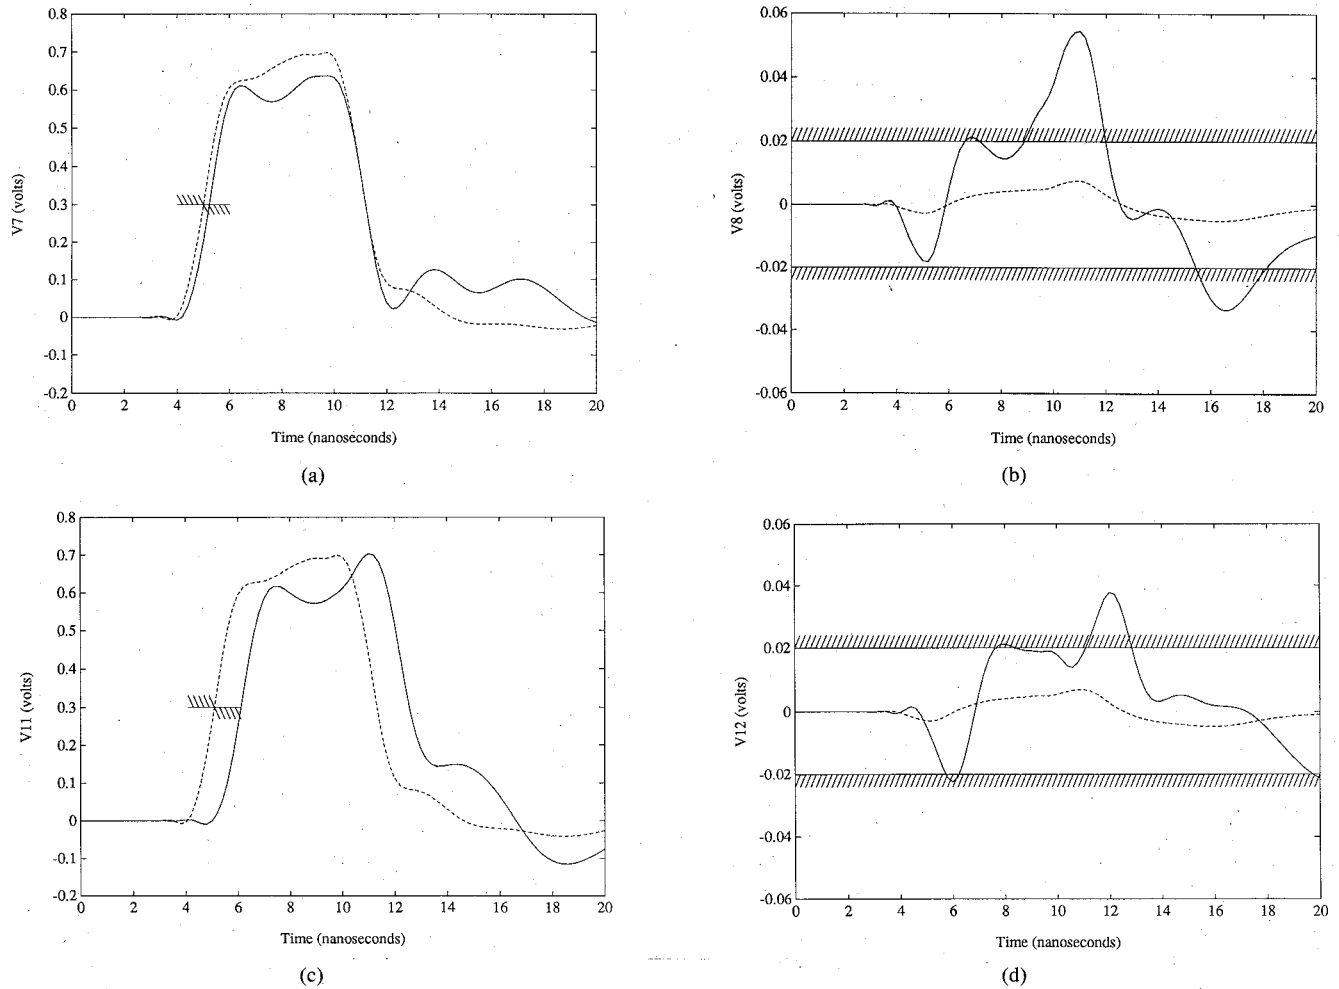 0.8
0.7
0.6
0.5
0.4
0.3
0.2
0.1
0
-0.1
-0.2
V7 (volts)
0 2 4 6 8 10 12 14 16 18 20
Time (nanoseconds)
(a)
0.06
0.04
0.02
0
-0.02
-0.04
-0.06
V8 (volts)
0 2 4 6 8 10 12 14 16 18 20
Time (nanoseconds)
(b)
0.8
0.7
0.6
0.5
0.4
0.3
0.2
0.1
0
-0.1
-0.2
V11 (volts)
0 2 4 6 8 10 12 14 16 18 20
Time (nanoseconds)
(c)
0.06
0.04
0.02
0
-0.02
-0.04
-0.06
V12 (volts)
0 2 4 6 8 10 12 14 16 18 20
Time (nanoseconds)
(d)